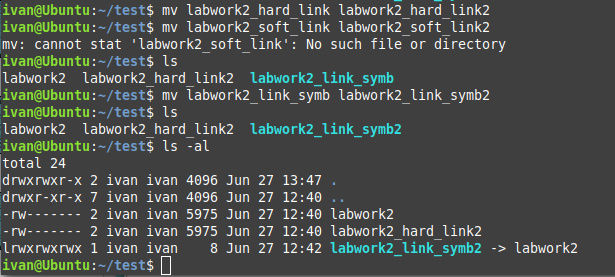 ivan@Ubuntu:~/test$ mv labwork2_hard_link labwork2_hard_link2
ivan@Ubuntu:~/test$ mv labwork2_soft_link labwork2_soft_link2
mv: cannot stat 'labwork2_soft_link': No such file or directory
ivan@Ubuntu:~/test$ ls
labwork2  labwork2_hard_link2  labwork2_link_symb
ivan@Ubuntu:~/test$ mv labwork2_link_symb labwork2_link_symb2
ivan@Ubuntu:~/test$ ls
labwork2  labwork2_hard_link2  labwork2_link_symb2
ivan@Ubuntu:~/test$ ls -al
total 24
drwxrwxr-x 2 ivan ivan 4096 Jun 27 13:47 .
drwxr-xr-x 7 ivan ivan 4096 Jun 27 12:40 ..
-rw------- 2 ivan ivan 5975 Jun 27 12:40 labwork2
-rw------- 2 ivan ivan 5975 Jun 27 12:40 labwork2_hard_link2
lrwxrwxrwx 1 ivan ivan    8 Jun 27 12:42 labwork2_link_symb2 -> labwork2
ivan@Ubuntu:~/test$